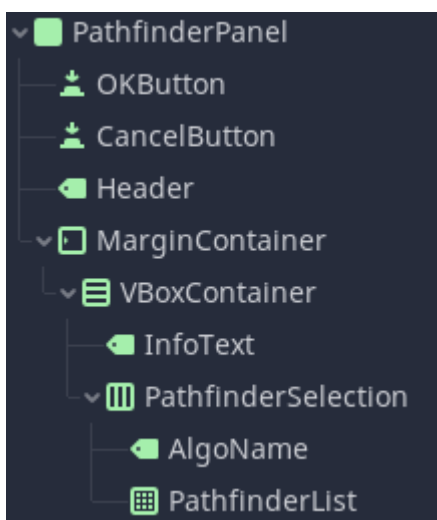 PathfinderPanel
OKButton
CancelButton
Header
MarginContainer
VBoxContainer
InfoText
PathfinderSelection
AlgoName
PathfinderList